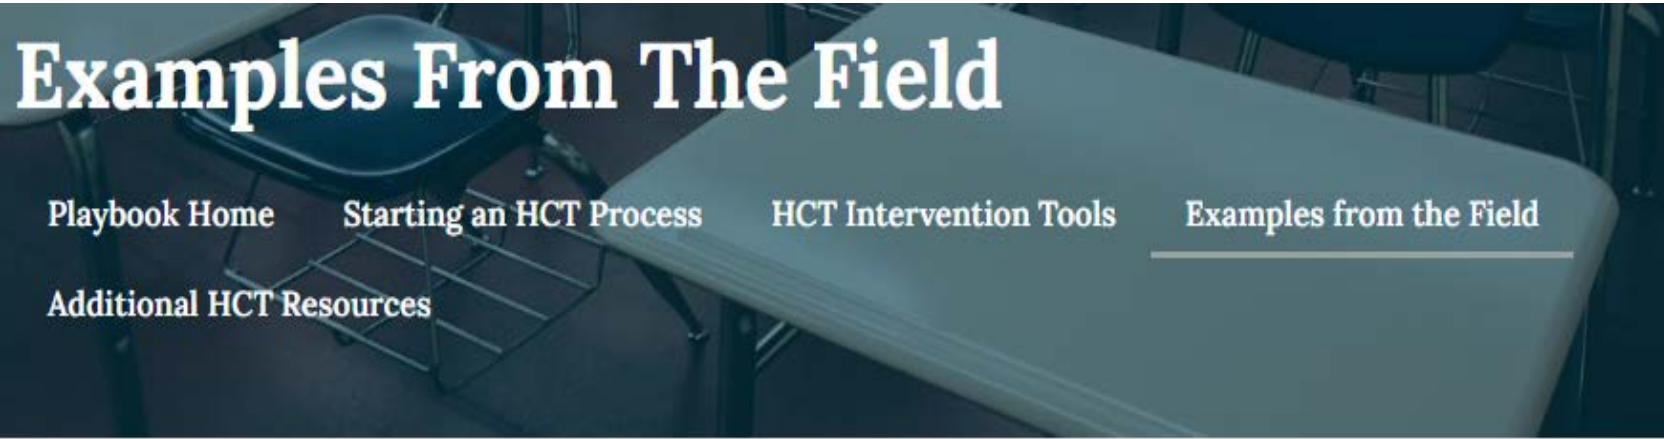 Examples From The Field
Playbook Home Starting an HCT Process HCT Intervention Tools Examples from the Field
Additional HCT Resources